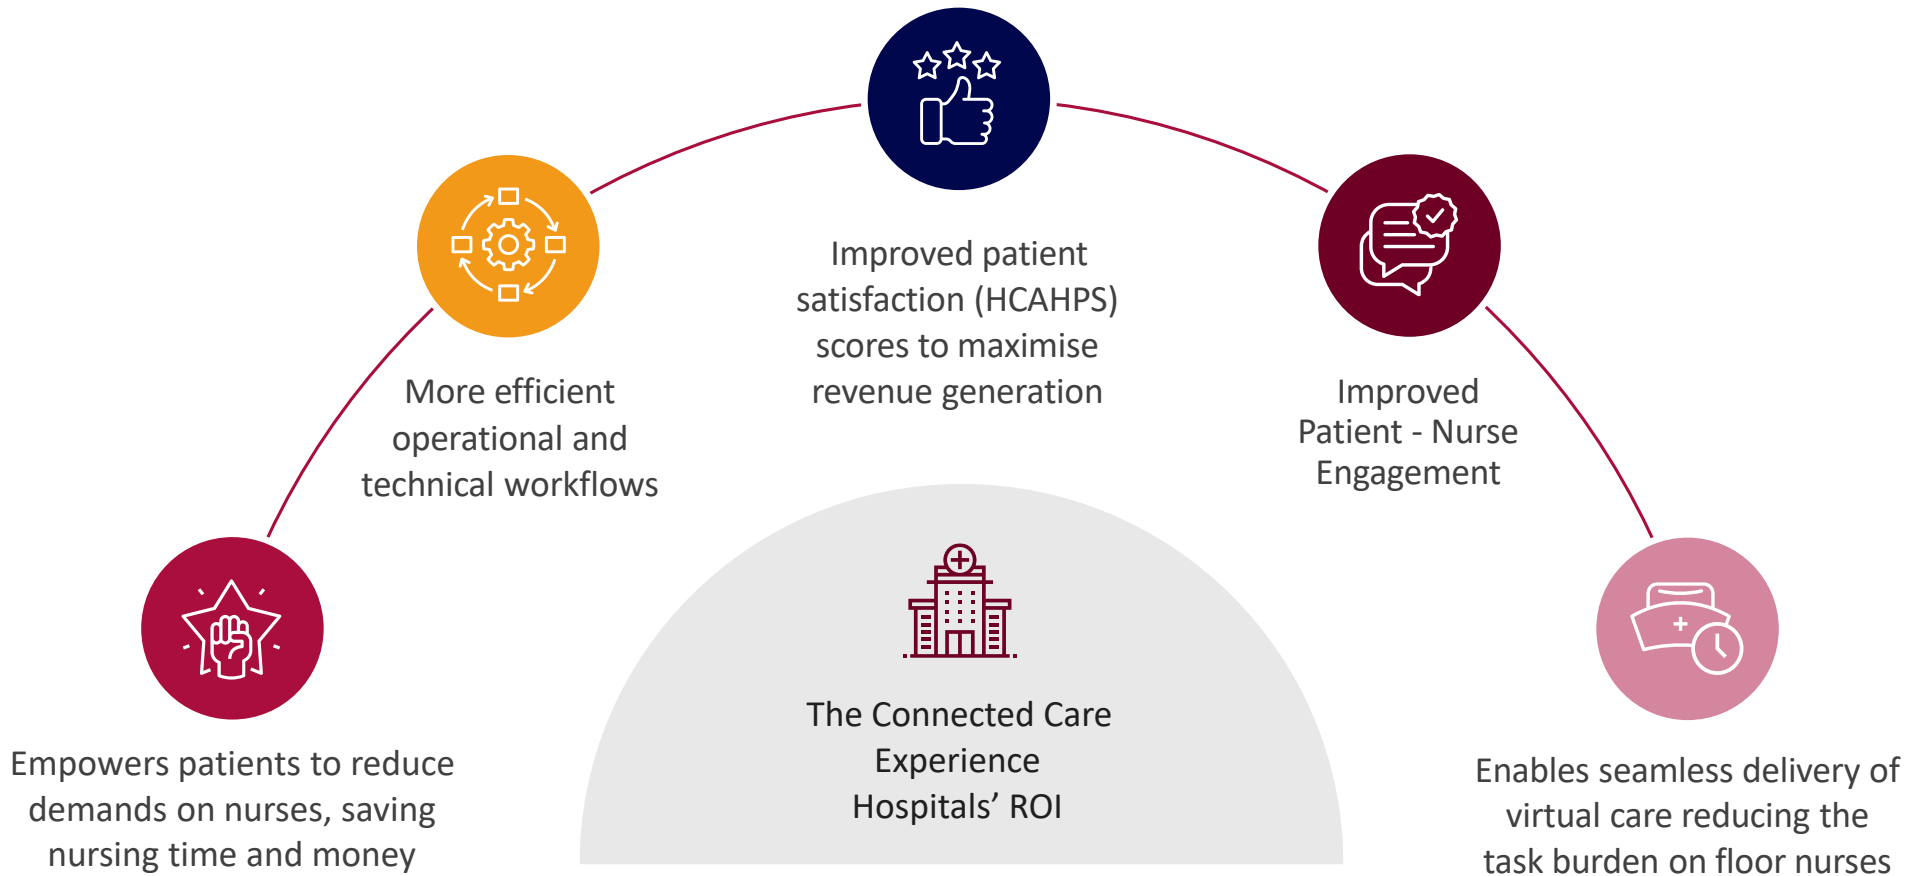 Improved patient
satisfaction (HCAHPS)
scores to maximise
revenue generation
More efficient
operational and
technical workflows
Improved
Patient - Nurse
Engagement
Empowers patients to reduce
demands on nurses, saving
nursing time and money
The Connected Care
Experience
Hospitals’ ROI
Enables seamless delivery of
virtual care reducing the
task burden on floor nurses